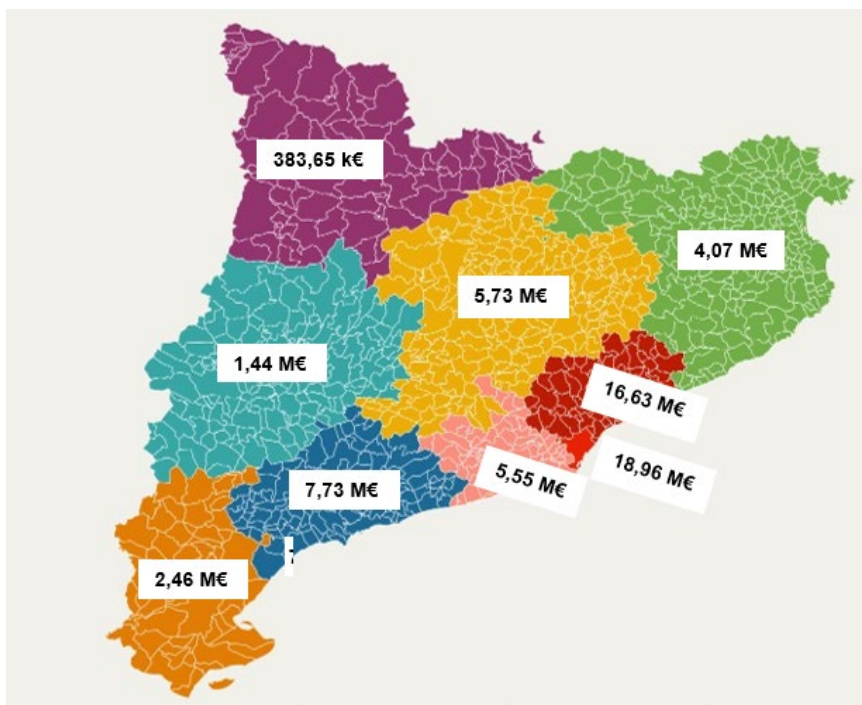 383,65 k€
4,07 M€
5,73 M€
1,44 M€
16,63 M€
18,96 M€
5,55 M€
7,73 M€
2,46 M€